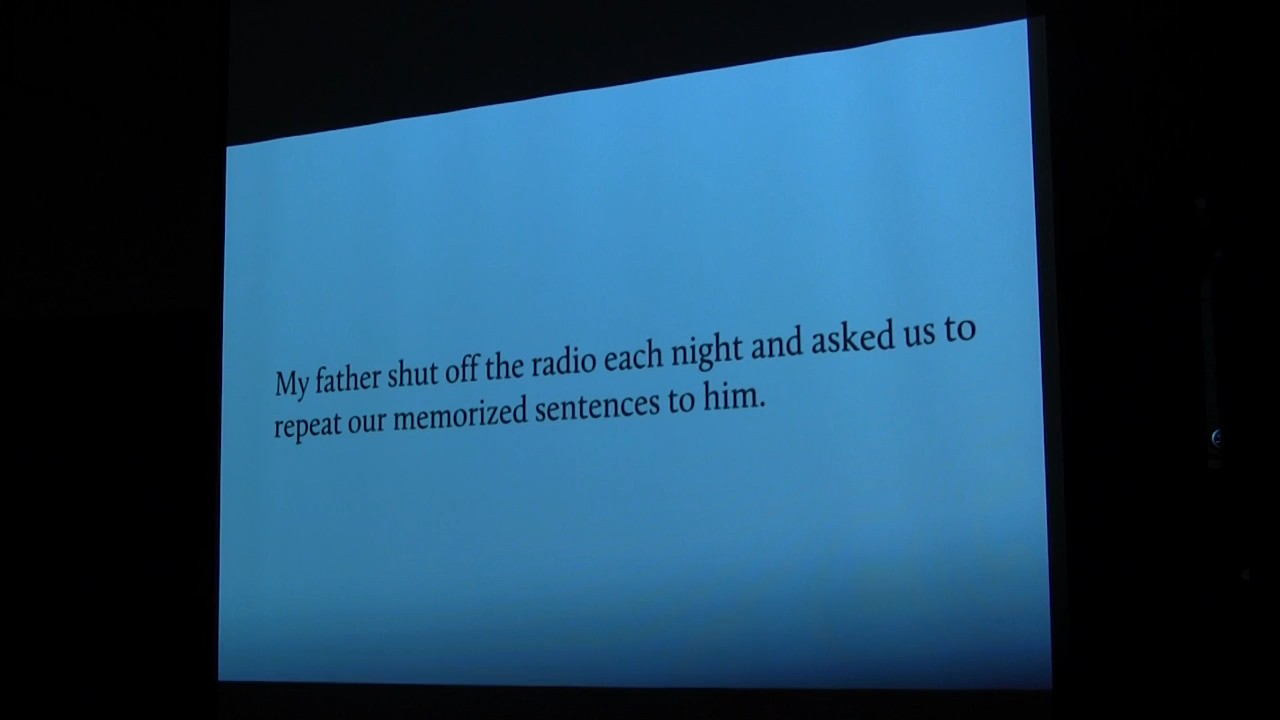 My father shut off the radio each night and asked us to
repeat our memorized sentences to him.